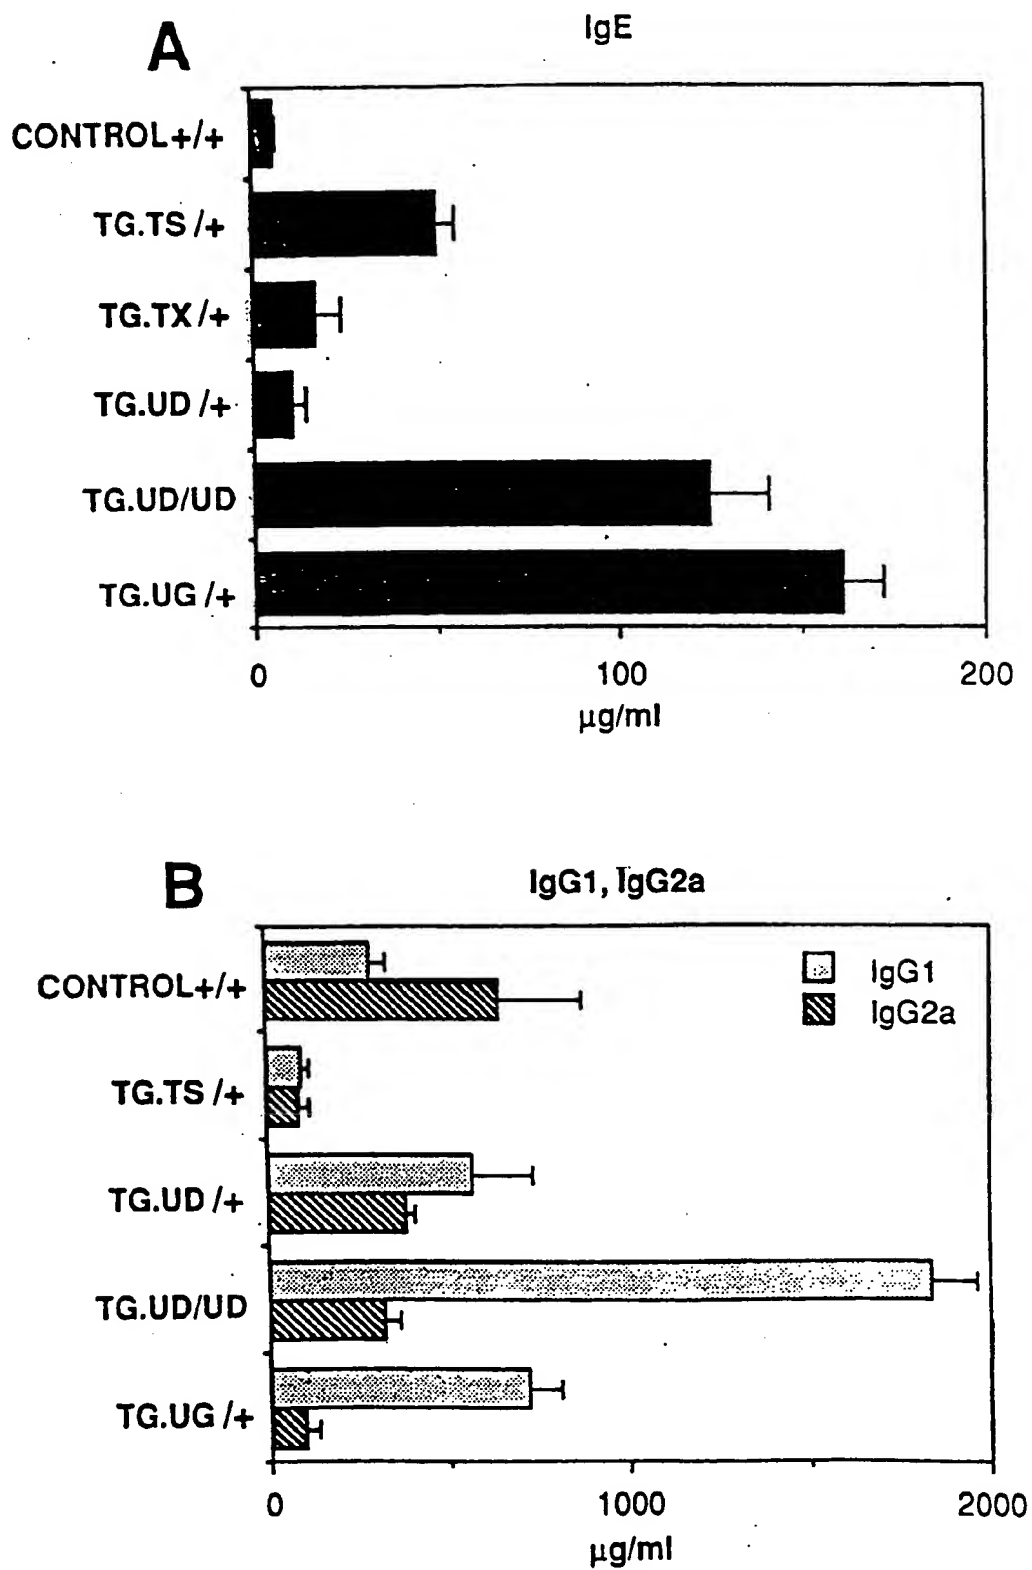 A
IgE
CONTROL+/+
TG.TS /+
TG.TX /+
TG.UD /+
TG.UD/UD
TG.UG /+
0 100 200
µg/ml
B
IgG1, IgG2a
IgG1
IgG2a
CONTROL+/+
TG.TS /+
TG.UD /+
TG.UD/UD
TG.UG /+
0 1000 2000
µg/ml